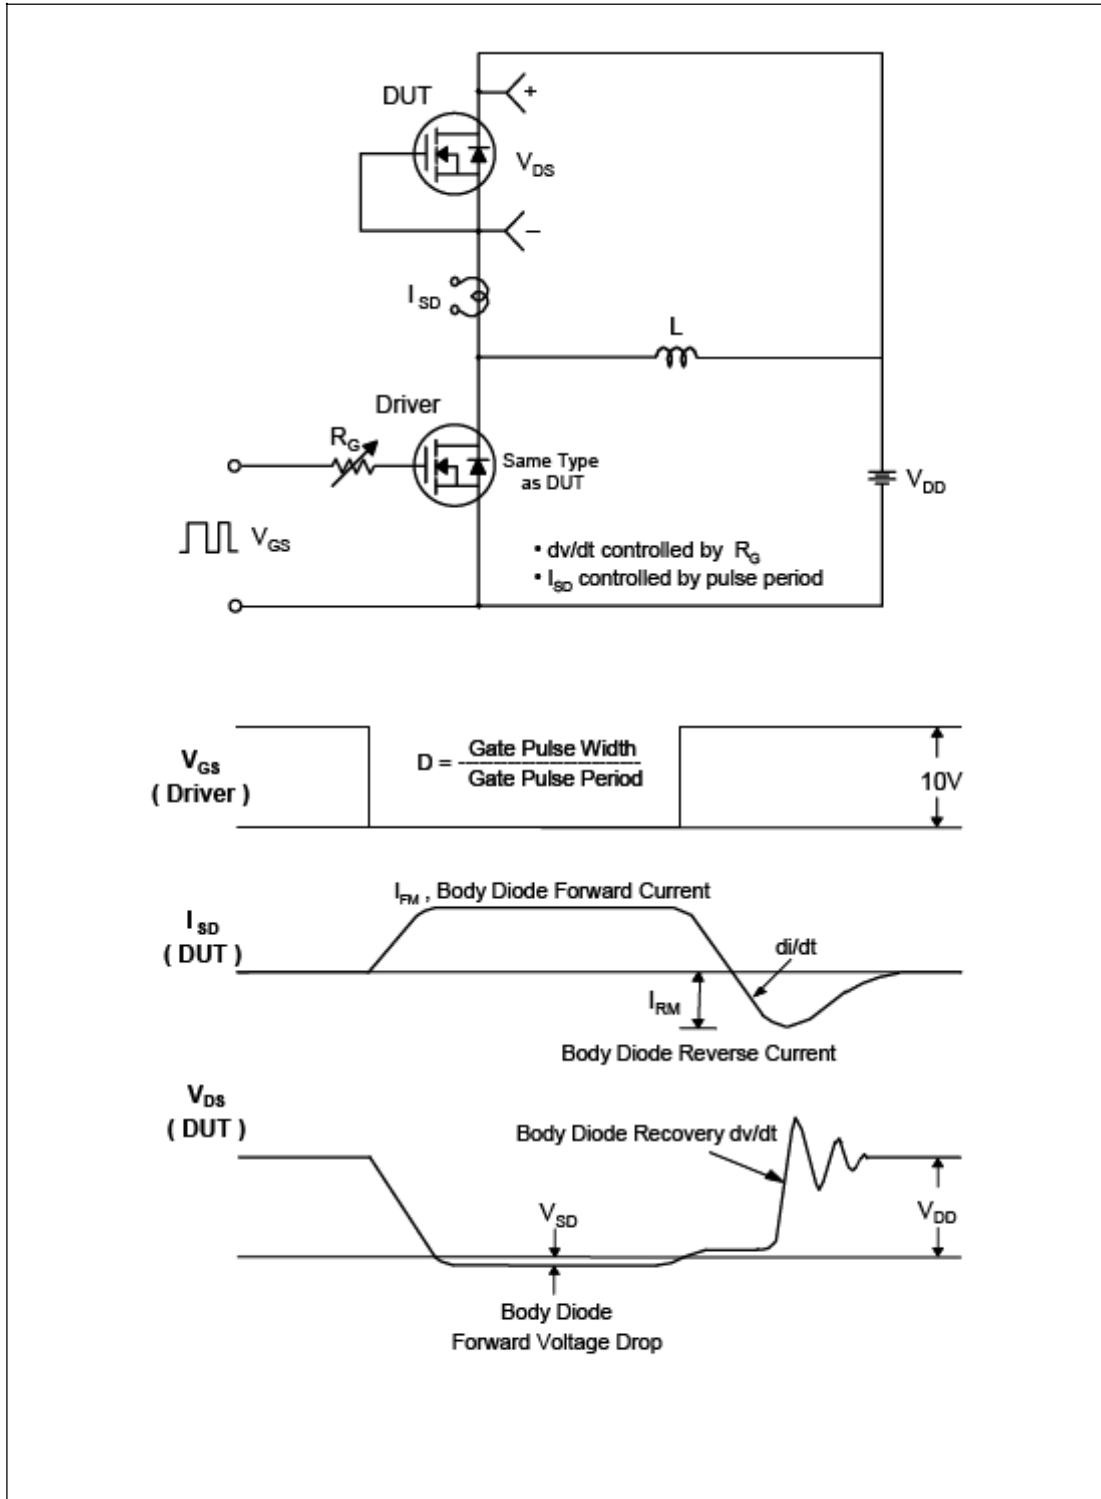 DUT
+
V_DS
−
I_SD
L
Driver
R_G
Same Type
as DUT
V_DD
V_GS
• dv/dt controlled by R_G
• I_SD controlled by pulse period
V_GS
( Driver )
D = Gate Pulse Width
Gate Pulse Period
10V
I_FM , Body Diode Forward Current
I_SD
( DUT )
di/dt
I_RM
Body Diode Reverse Current
V_DS
( DUT )
Body Diode Recovery dv/dt
V_SD
V_DD
Body Diode
Forward Voltage Drop